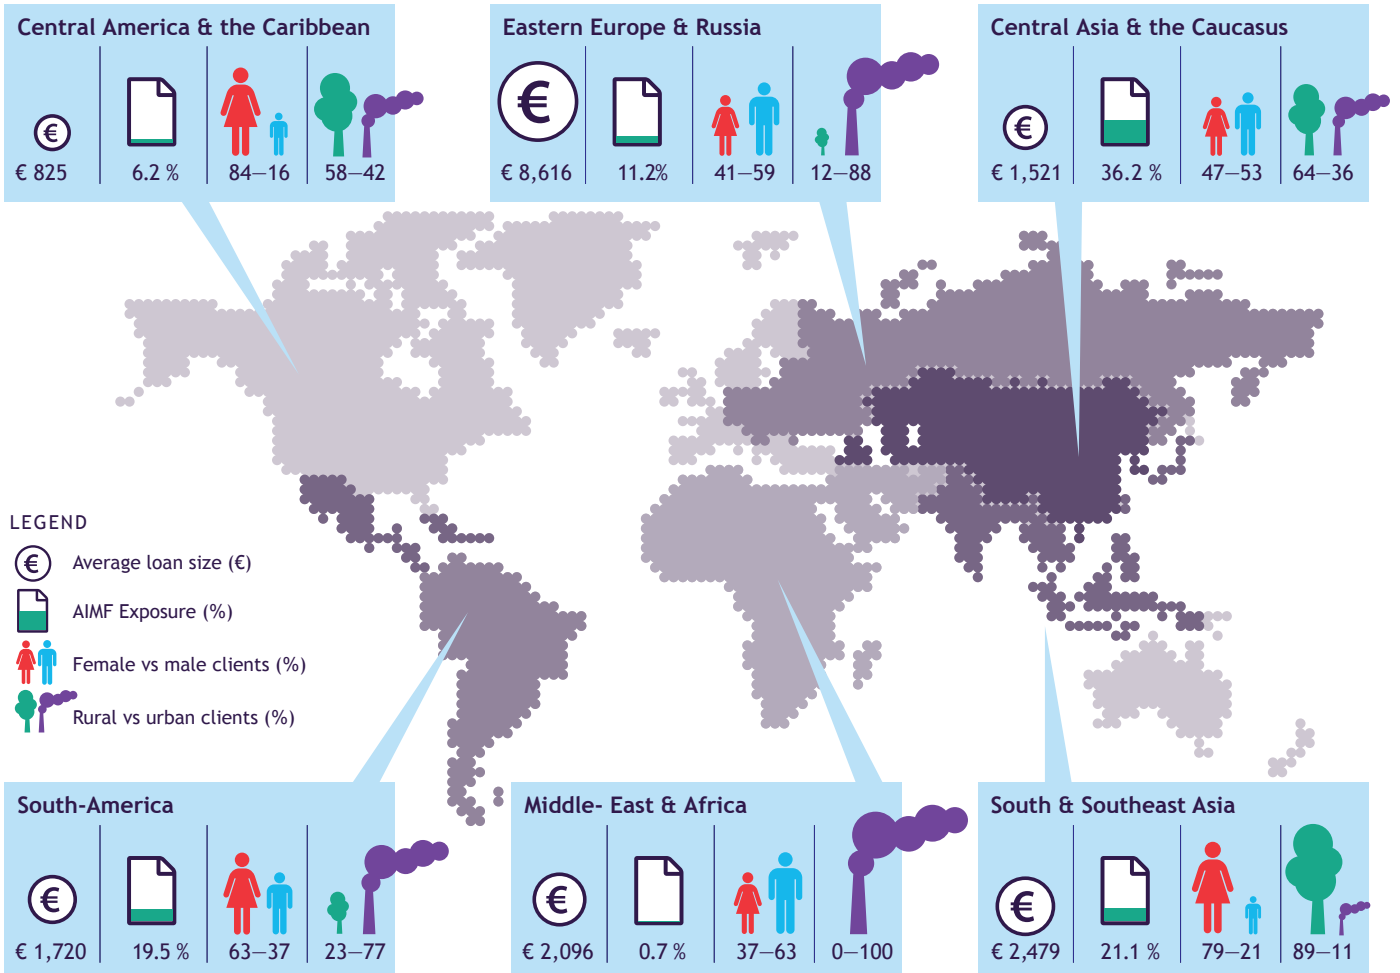 Central America & the Caribbean
€ 825
6.2 %
84—16
58—42
Eastern Europe & Russia
€
€ 8,616
11.2%
41—59
12—88
Central Asia & the Caucasus
€
€ 1,521
36.2 %
47—53
64—36
€
LEGEND
€
Average loan size (€)
AIMF Exposure (%)
Female vs male clients (%)
Rural vs urban clients (%)
South-America
€
€ 1,720
19.5 %
63—37
23—77
Middle- East & Africa
€
€ 2,096
0.7 %
37—63
0—100
South & Southeast Asia
€
€ 2,479
21.1 %
79—21
89—11